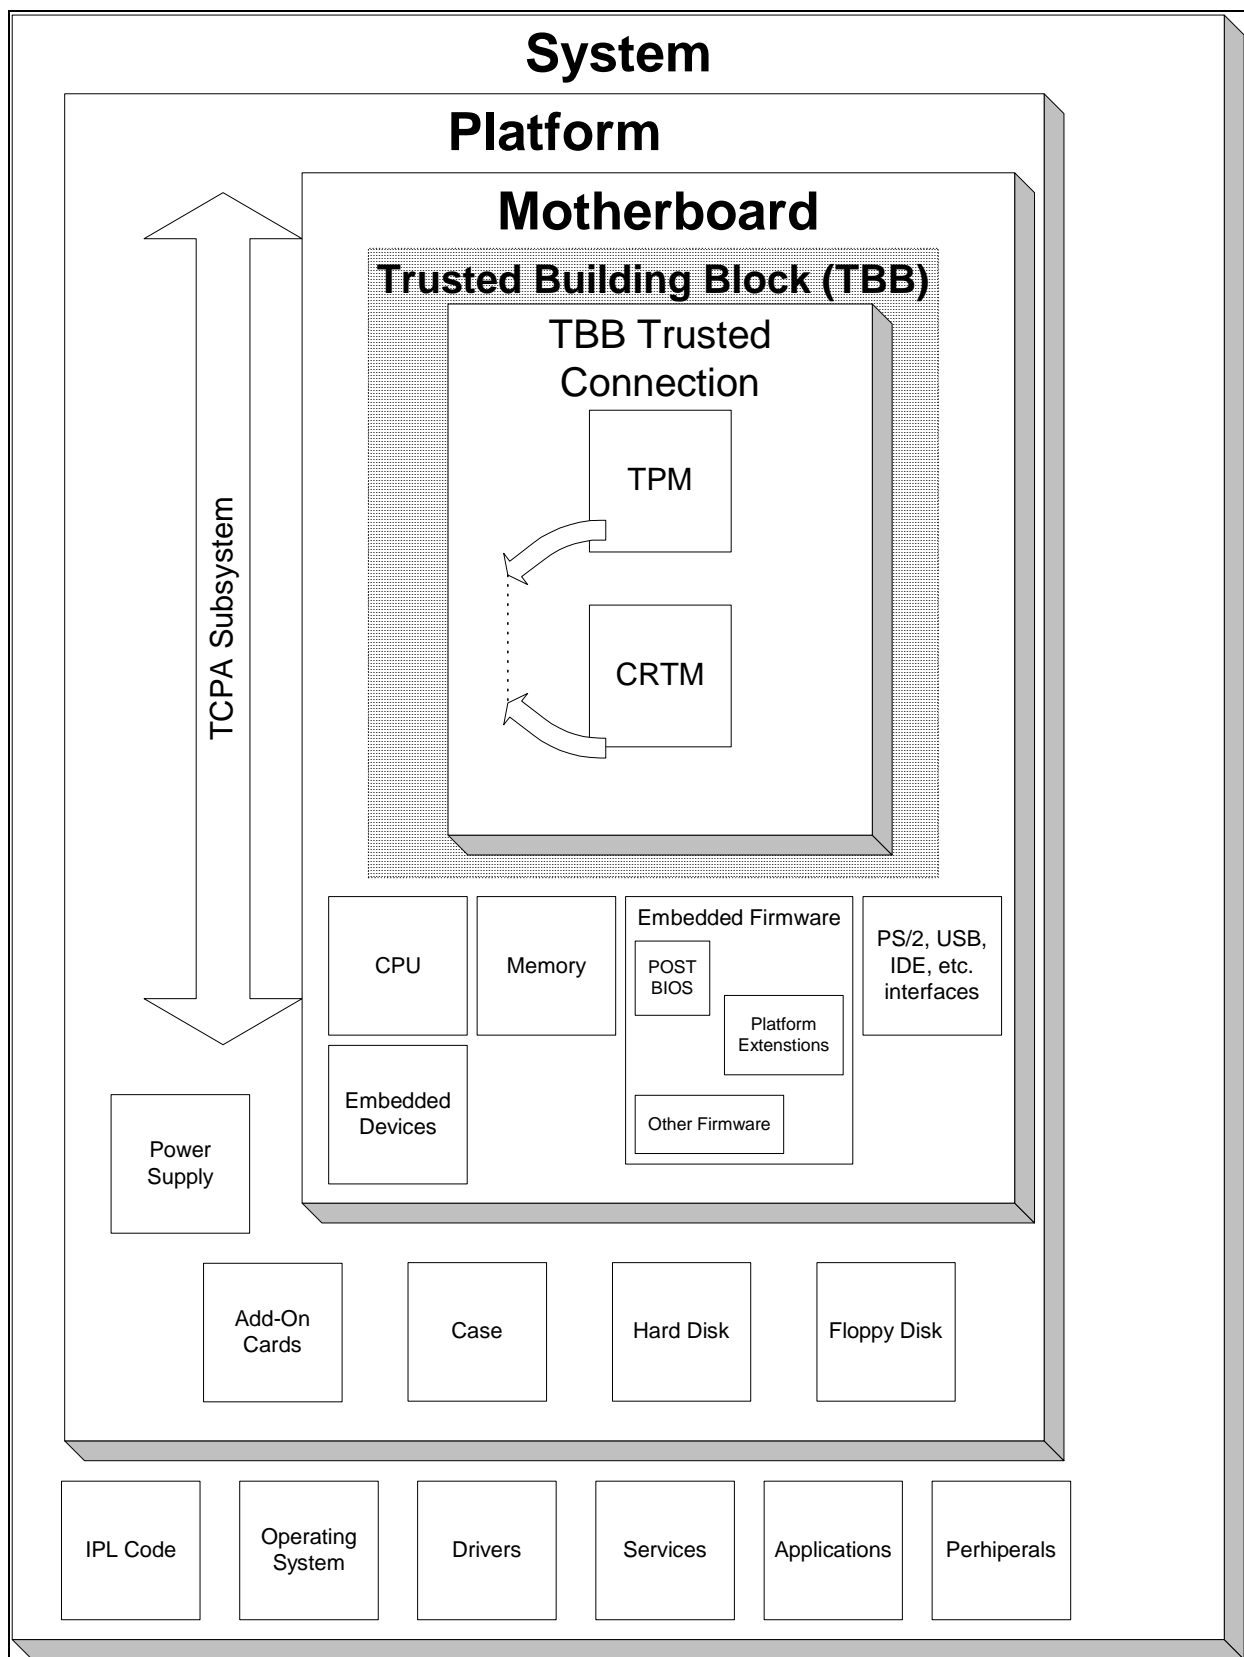 System
Platform
Motherboard
Trusted Building Block (TBB)
TBB Trusted
Connection
TPM
CRTM
TCPA Subsystem
CPU
Memory
Embedded Firmware
POST
BIOS
Platform
Extenstions
Other Firmware
PS/2, USB,
IDE, etc.
interfaces
Embedded
Devices
Power
Supply
Add-On
Cards
Case
Hard Disk
Floppy Disk
IPL Code
Operating
System
Drivers
Services
Applications
Perhiperals